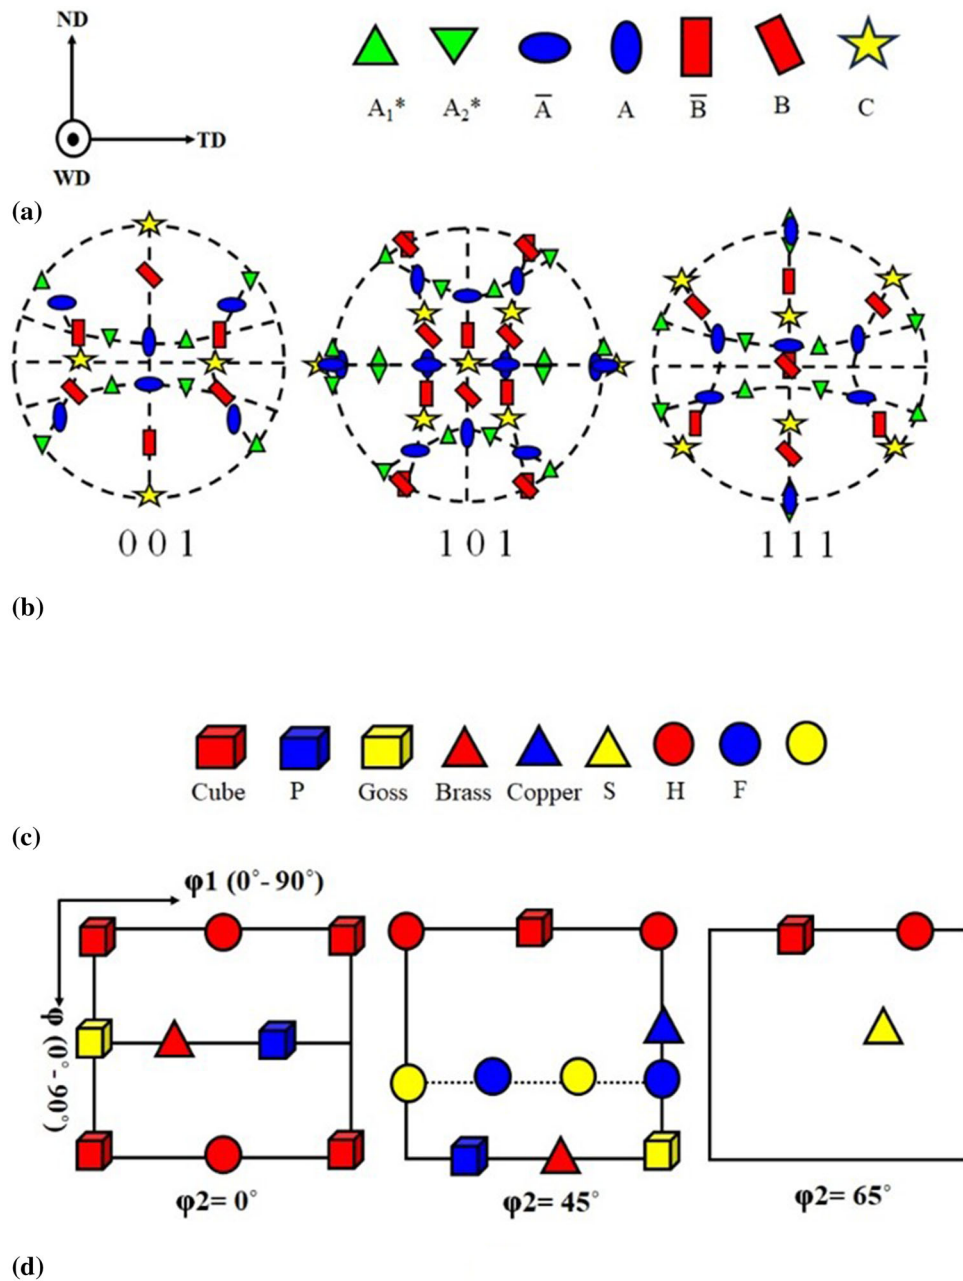 ND
TD
WD
A1* A2* A̅ A B̅ B C
(a)
0 0 1 1 0 1 1 1 1
(b)
Cube P Goss Brass Copper S H F
(c)
φ1 (0°- 90°)
φ (0°- 90°)
φ2= 0° φ2= 45° φ2= 65°
(d)